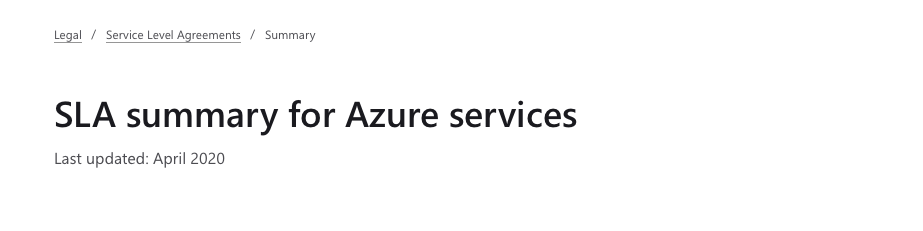 Legal / Service Level Agreements / Summary
SLA summary for Azure services
Last updated: April 2020